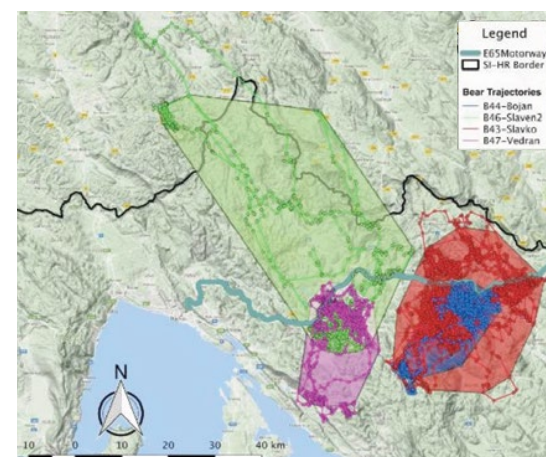 Legend
E65Motorway
SI-HR Border
Bear Trajectories
B44-Bojan
B46-Slaven2
B43-Slavko
B47-Vedran
N
10 0 10 20 30 40 km